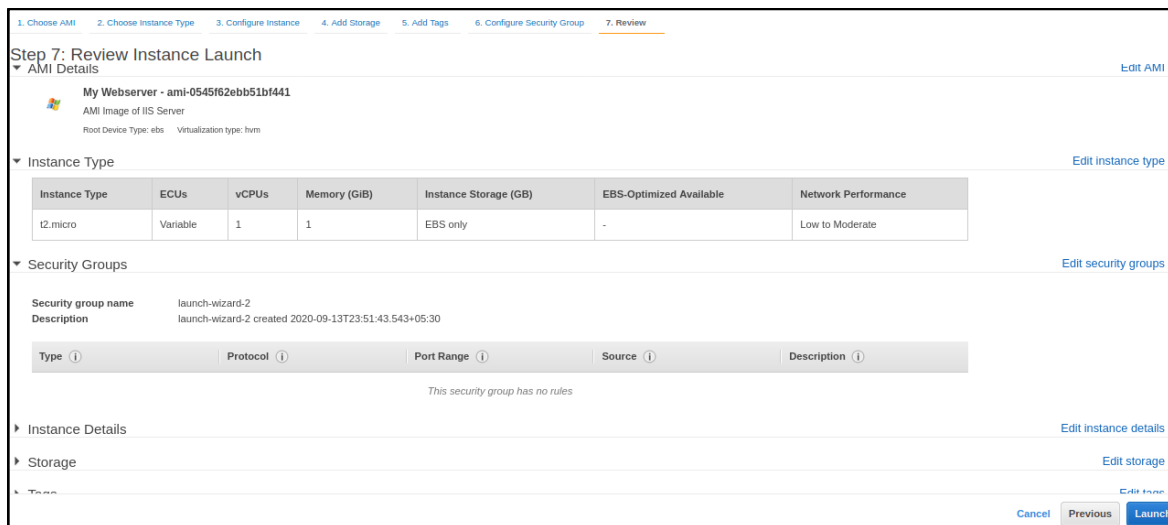 1. Choose AMI 2. Choose Instance Type 3. Configure Instance 4. Add Storage 5. Add Tags 6. Configure Security Group 7. Review
Step 7: Review Instance Launch
AMI Details Edit AMI
My Webserver - ami-0545f62ebb51bf441
AMI Image of IIS Server
Root Device Type: ebs Virtualization type: hvm
Instance Type Edit instance type
Instance Type ECUs vCPUs Memory (GiB) Instance Storage (GB) EBS-Optimized Available Network Performance
t2.micro Variable 1 1 EBS only - Low to Moderate
Security Groups Edit security groups
Security group name launch-wizard-2
Description launch-wizard-2 created 2020-09-13T23:51:43.543+05:30
Type Protocol Port Range Source Description
This security group has no rules
Instance Details Edit instance details
Storage Edit storage
Tags Edit tags
Cancel Previous Launch